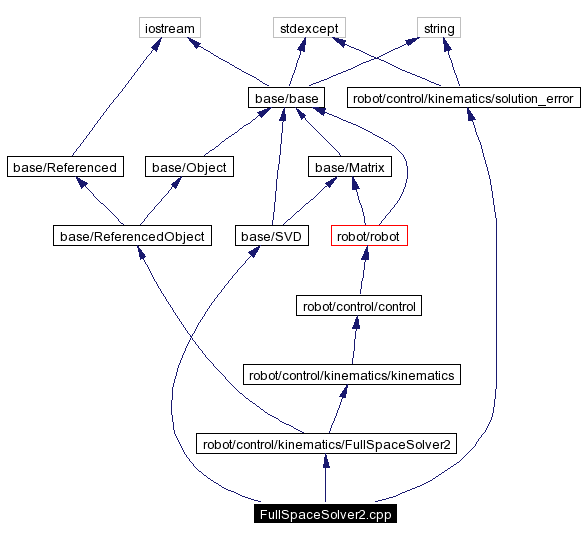 iostream
stdexcept
string
base/base
robot/control/kinematics/solution_error
base/Referenced
base/Object
base/Matrix
base/ReferencedObject
base/SVD
robot/robot
robot/control/control
robot/control/kinematics/kinematics
robot/control/kinematics/FullSpaceSolver2
FullSpaceSolver2.cpp